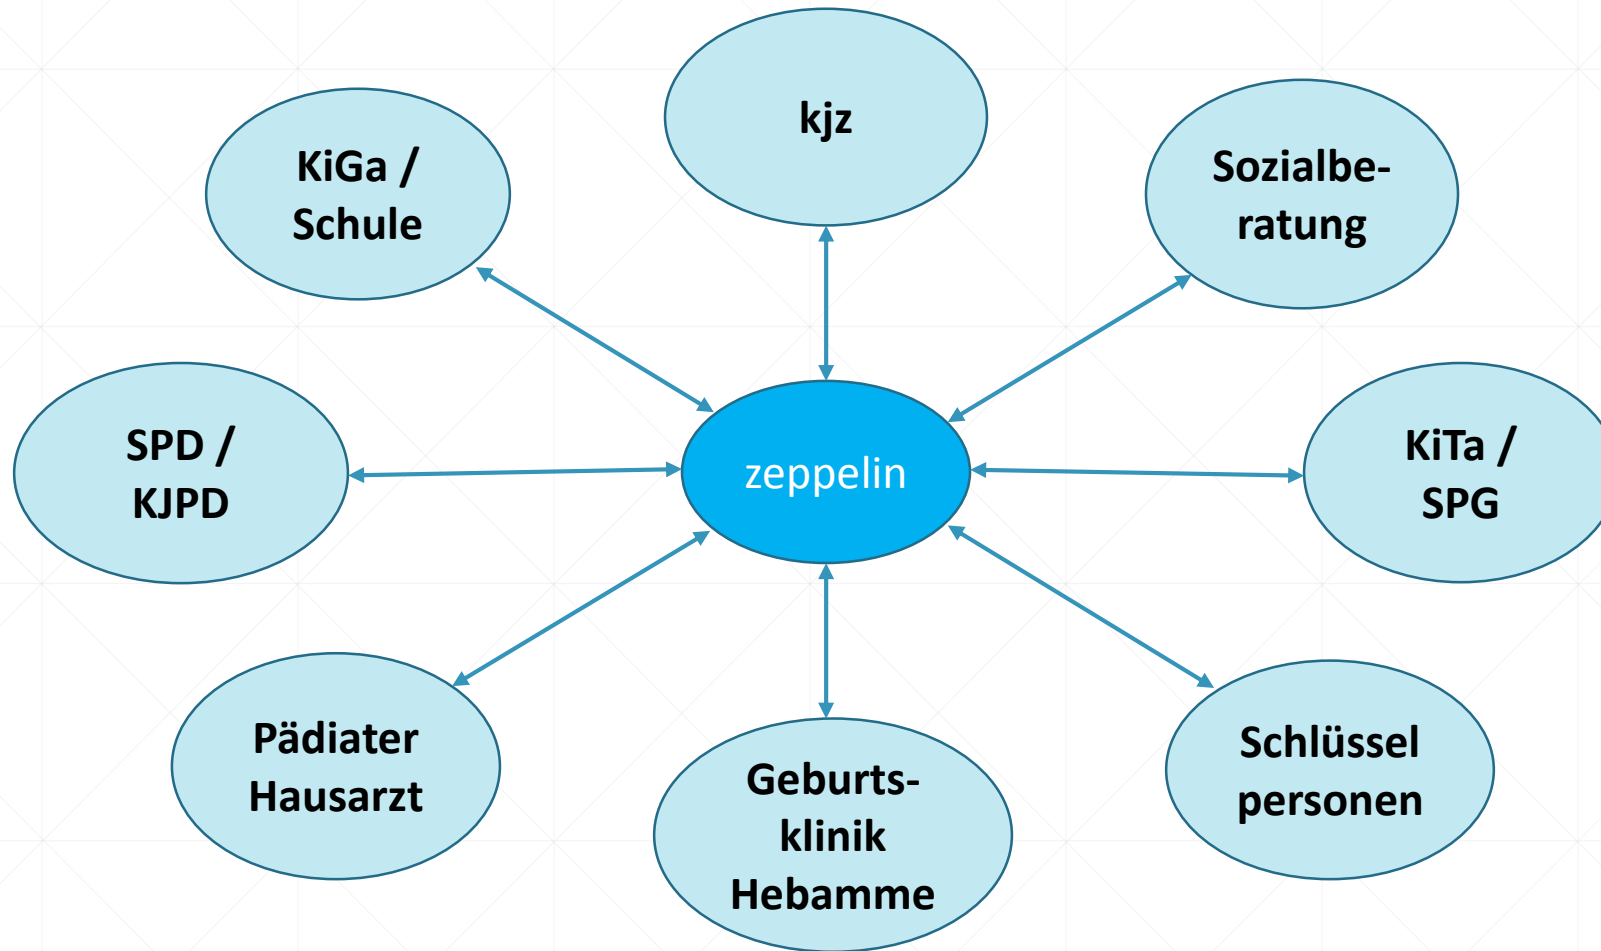 kjz
KiGa /
Schule
Sozialbe-
ratung
SPD /
KJPD
zeppelin
KiTa /
SPG
Pädiater
Hausarzt
Geburts-
klinik
Hebamme
Schlüssel
personen